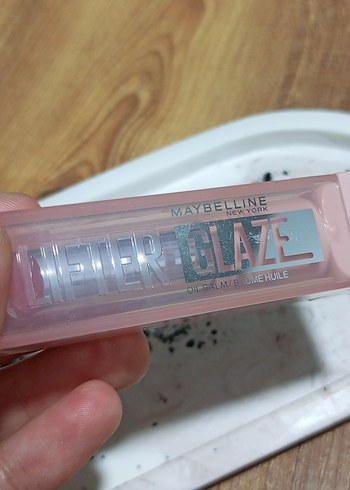 MAYBELLINE
NEW YORK
LIFTER GLAZE
OIL BALM / BAUME HUILE